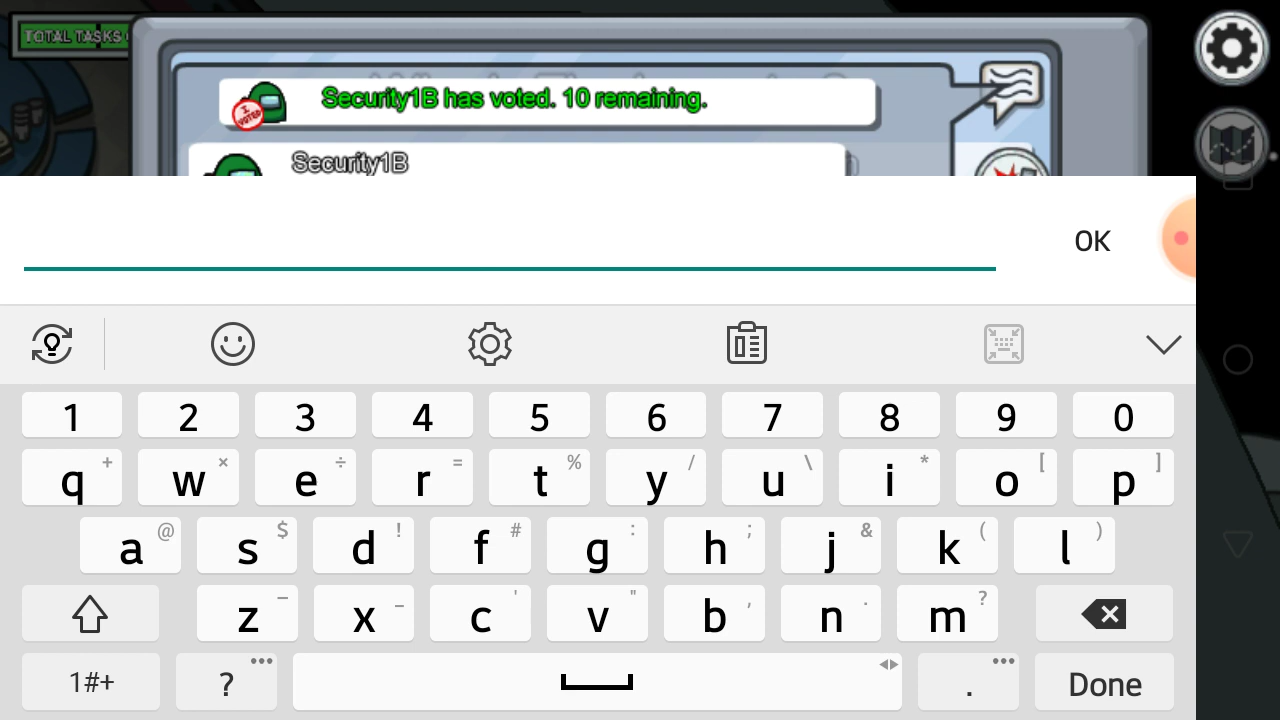 TOTAL TASKS
I VOTED
Security1B has voted. 10 remaining.
Security1B
OK
1 2 3 4 5 6 7 8 9 0
q + w × e ÷ r = t % y / u \ i * o [ p ]
a @ s $ d ! f # g : h ; j & k ( l )
z – x _ c ' v " b , n . m ?
1#+ ? ••• . ••• Done